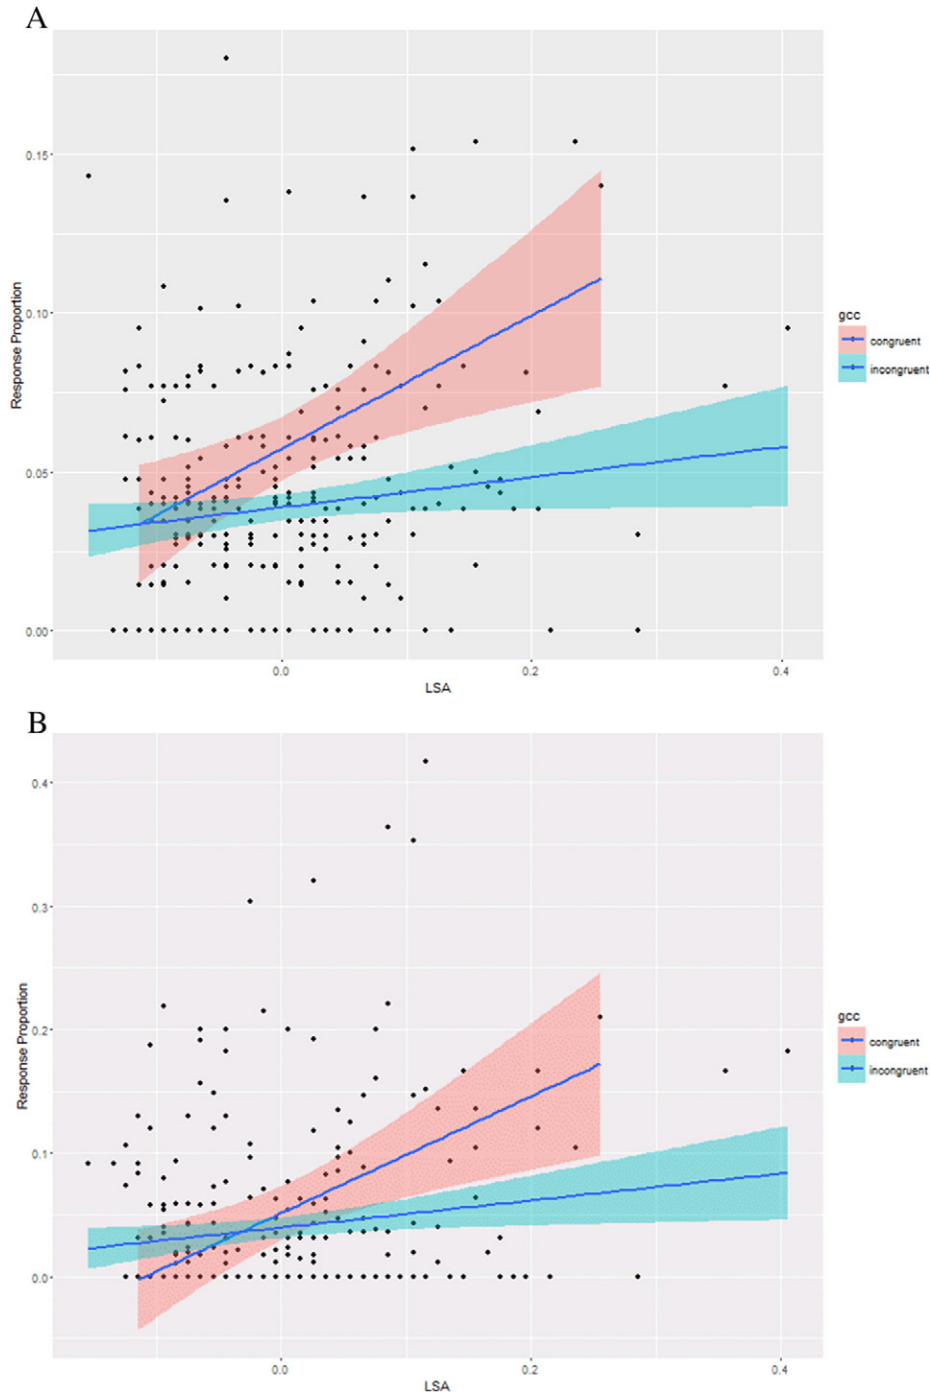 A
0.15
0.10
0.05
0.00
Response Proportion
0.0 0.2 0.4
LSA
gcc
congruent
incongruent
B
0.4
0.3
0.2
0.1
0.0
Response Proportion
0.0 0.2 0.4
LSA
gcc
congruent
incongruent